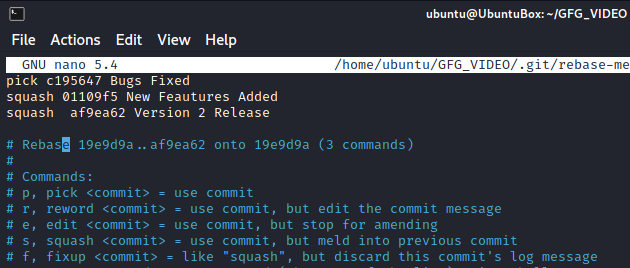 ubuntu@UbuntuBox: ~/GFG_VIDEO
File Actions Edit View Help
GNU nano 5.4 /home/ubuntu/GFG_VIDEO/.git/rebase-me
pick c195647 Bugs Fixed
squash 01109f5 New Feautures Added
squash  af9ea62 Version 2 Release
# Rebase 19e9d9a..af9ea62 onto 19e9d9a (3 commands)
#
# Commands:
# p, pick <commit> = use commit
# r, reword <commit> = use commit, but edit the commit message
# e, edit <commit> = use commit, but stop for amending
# s, squash <commit> = use commit, but meld into previous commit
# f, fixup <commit> = like "squash", but discard this commit's log message